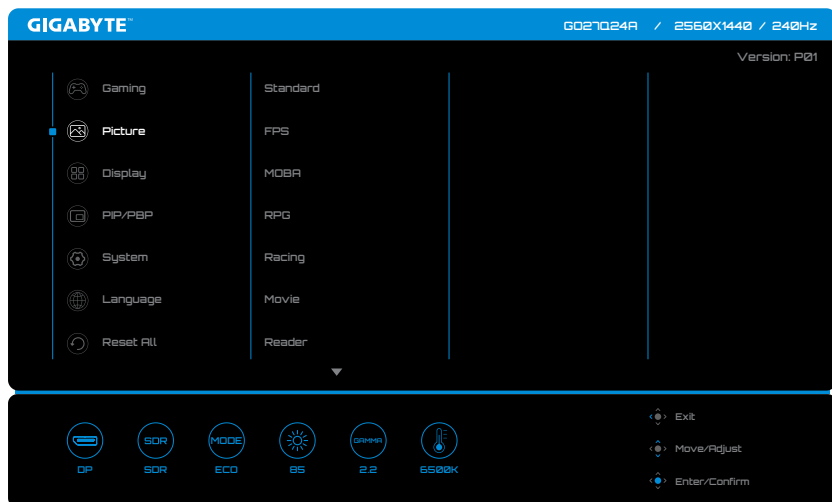 GIGABYTE™ GO27Q24A / 2560X1440 / 240Hz
Version: P01
Gaming Standard
Picture FPS
Display MOBA
PIP/PBP RPG
System Racing
Language Movie
Reset All Reader
Exit
SDR MODE GAMMA
Move/Adjust
DP SDR ECO 85 2.2 6500K
Enter/Confirm